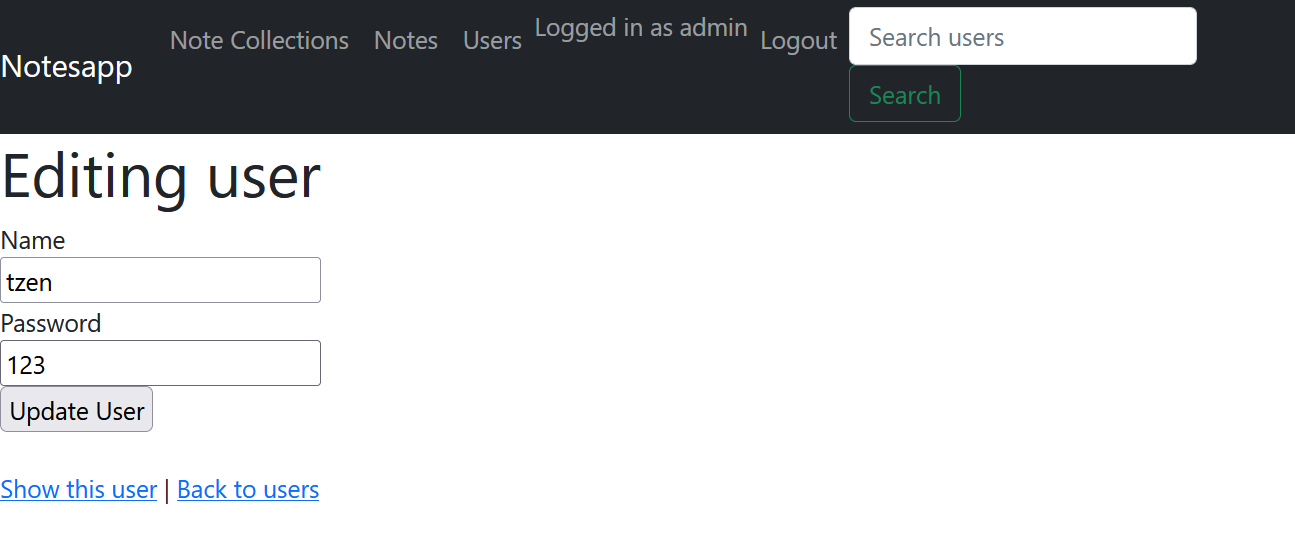 Notesapp
Note Collections
Notes
Users
Logged in as admin
Logout
Search users
Search
Editing user
Name
tzen
Password
123
Update User
Show this user | Back to users